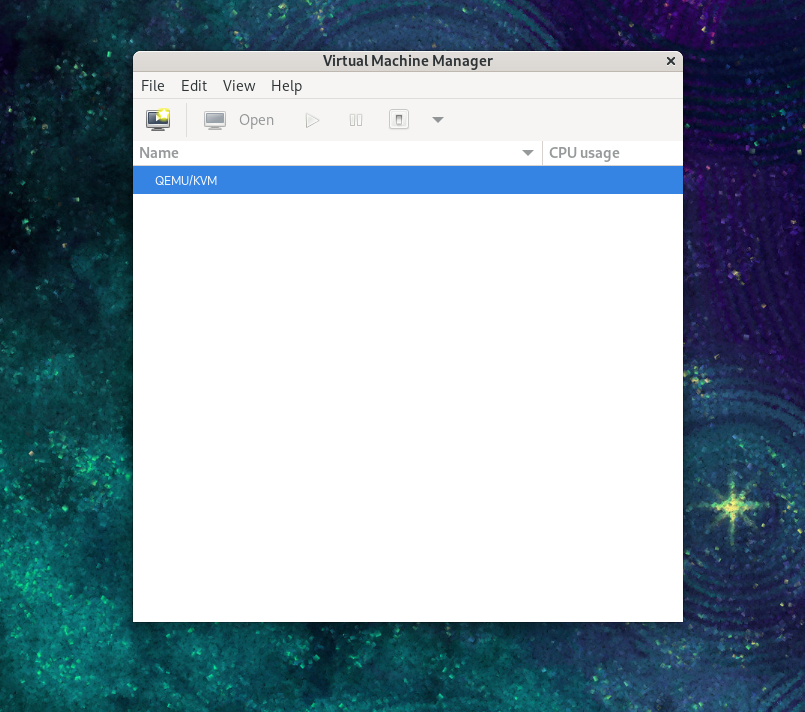 Virtual Machine Manager
File Edit View Help
Open
Name CPU usage
QEMU/KVM